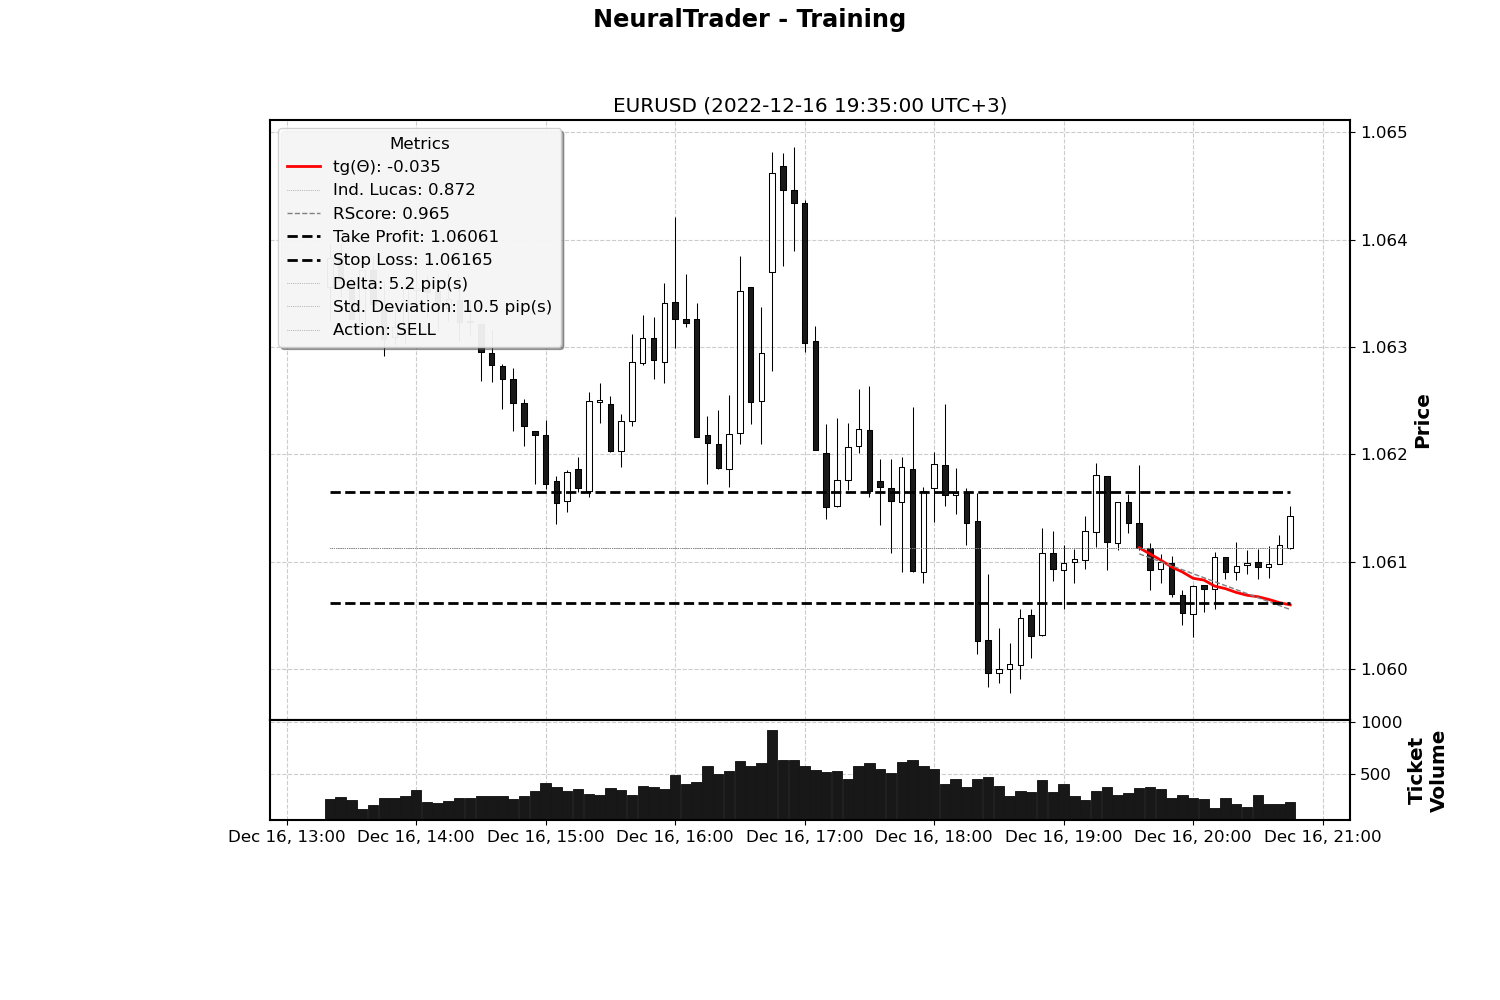 NeuralTrader - Training
EURUSD (2022-12-16 19:35:00 UTC+3)
Metrics
tg(Θ): -0.035
Ind. Lucas: 0.872
RScore: 0.965
Take Profit: 1.06061
Stop Loss: 1.06165
Delta: 5.2 pip(s)
Std. Deviation: 10.5 pip(s)
Action: SELL
1.065
1.064
1.063
1.062
1.061
1.060
Price
1000
500
Ticket
Volume
Dec 16, 13:00
Dec 16, 14:00
Dec 16, 15:00
Dec 16, 16:00
Dec 16, 17:00
Dec 16, 18:00
Dec 16, 19:00
Dec 16, 20:00
Dec 16, 21:00